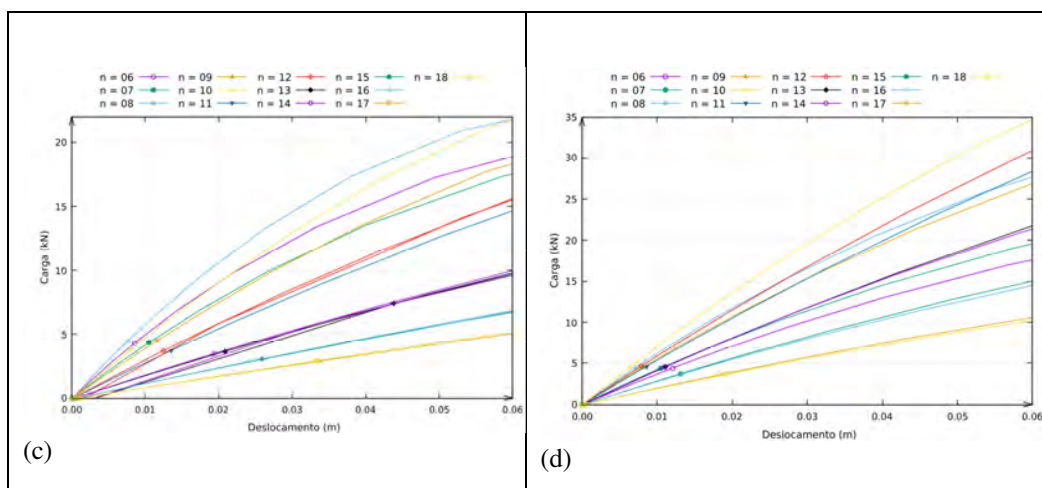 n = 06 n = 09 n = 12 n = 15 n = 18
n = 07 n = 10 n = 13 n = 16
n = 08 n = 11 n = 14 n = 17
20
15
10
5
0
Carga (kN)
0.00 0.01 0.02 0.03 0.04 0.05 0.06
Deslocamento (m)
(c)
n = 06 n = 09 n = 12 n = 15 n = 18
n = 07 n = 10 n = 13 n = 16
n = 08 n = 11 n = 14 n = 17
35
30
25
20
15
10
5
0
Carga (kN)
0.00 0.01 0.02 0.03 0.04 0.05 0.06
Deslocamento (m)
(d)